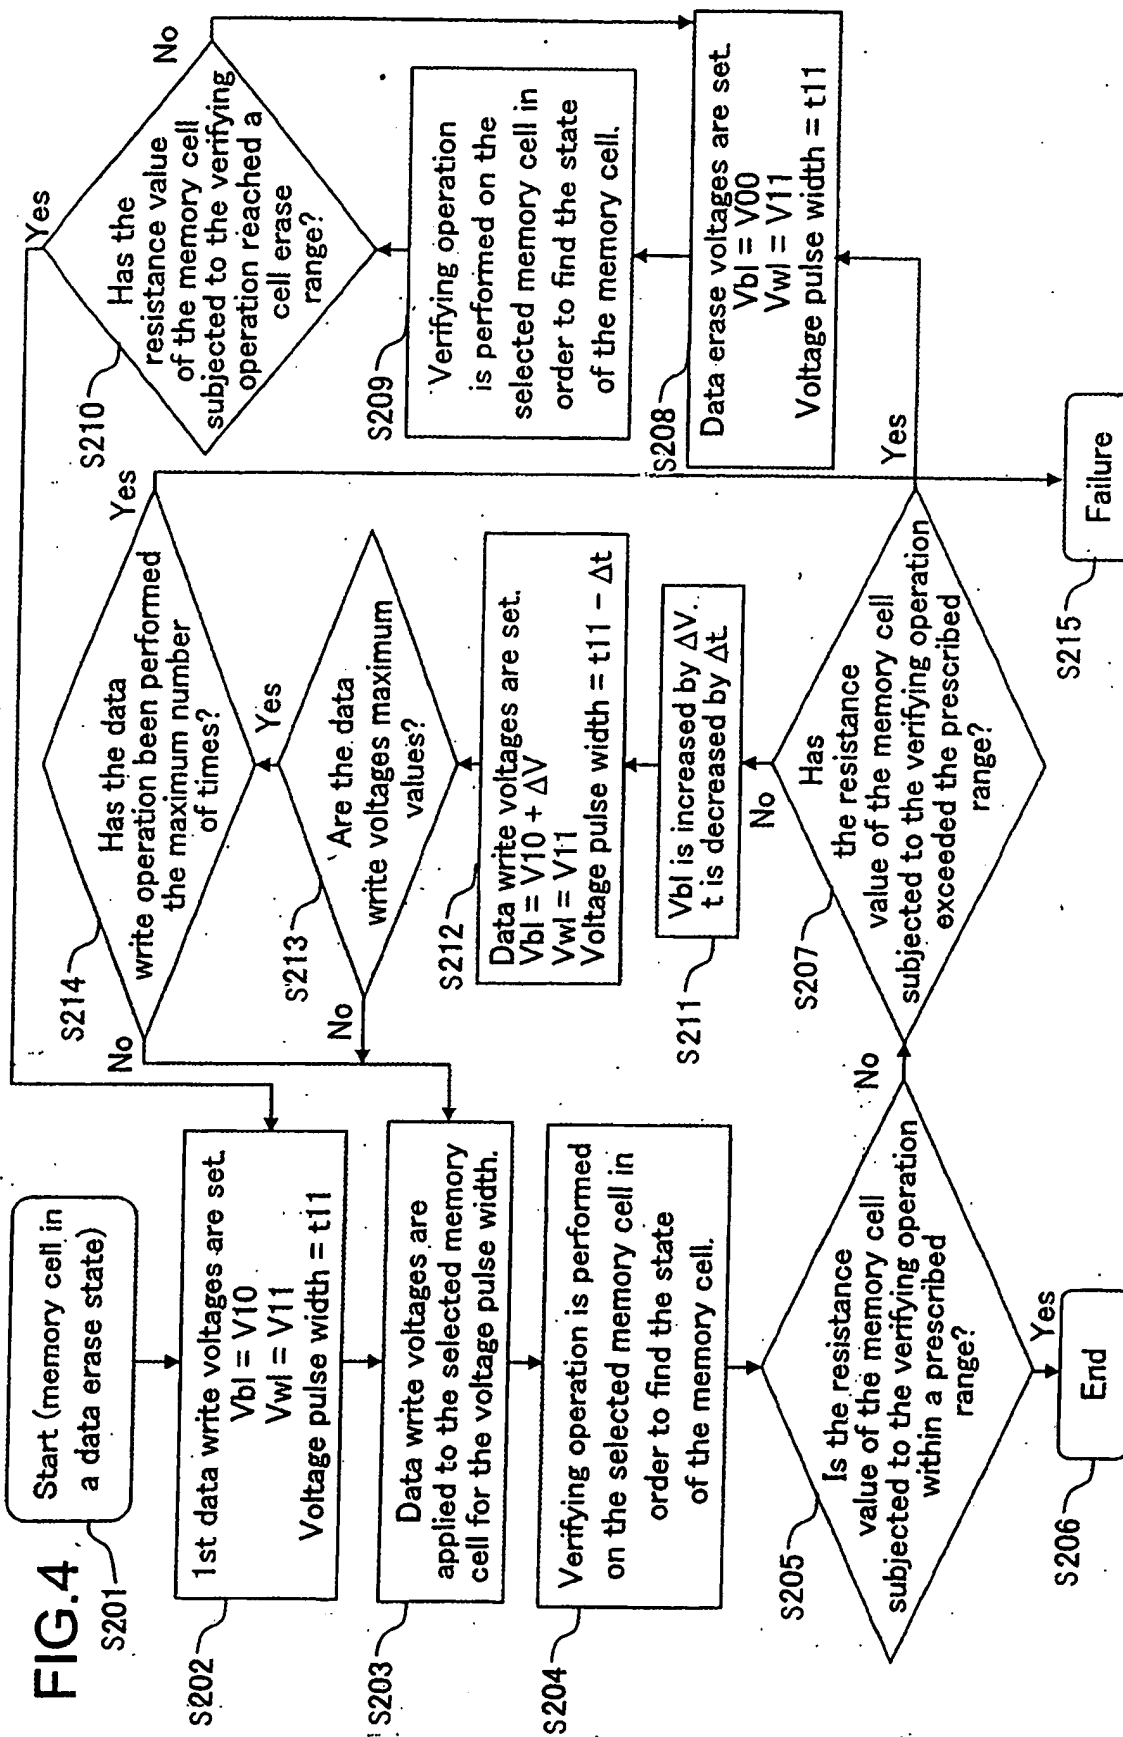 FIG.4
Start (memory cell in
a data erase state)
S201
1st data write voltages are set.
Vbl = V10
Vwl = V11
Voltage pulse width = t11
S202
Data write voltages are
applied to the selected memory
cell for the voltage pulse width.
S203
Verifying operation is performed
on the selected memory cell in
order to find the state
of the memory cell.
S204
Is the resistance
value of the memory cell
subjected to the verifying operation
within a prescribed
range?
S205
Yes
No
End
S206
Has
the resistance
value of the memory cell
subjected to the verifying operation
exceeded the prescribed
range?
S207
No
Yes
Vbl is increased by ΔV.
t is decreased by Δt.
S211
Data write voltages are set.
Vbl = V10 + ΔV
Vwl = V11
Voltage pulse width = t11 − Δt
S212
Are the data
write voltages maximum
values?
S213
No
Yes
Has the data
write operation been performed
the maximum number
of times?
S214
No
Yes
Failure
S215
Data erase voltages are set.
Vbl = V00
Vwl = V11
Voltage pulse width = t11
S208
Verifying operation
is performed on the
selected memory cell in
order to find the state
of the memory cell.
S209
Has the
resistance value
of the memory cell
subjected to the verifying
operation reached a
cell erase
range?
S210
Yes
No